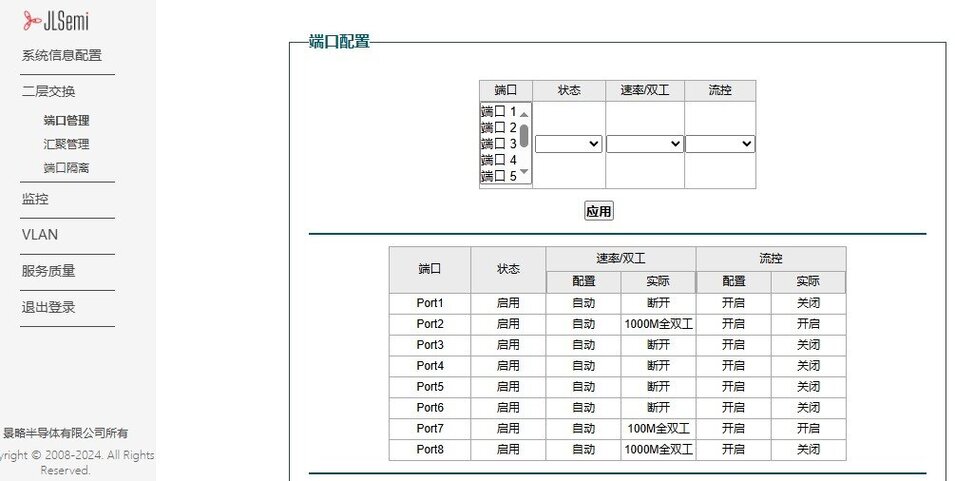 JLSemi
系统信息配置
二层交换
端口管理
汇聚管理
端口隔离
监控
VLAN
服务质量
退出登录
景略半导体有限公司所有
yright © 2008-2024. All Rights
Reserved.
端口配置
端口 状态 速率/双工 流控
端口 1
端口 2
端口 3
端口 4
端口 5
应用
端口 状态 速率/双工 流控
配置 实际 配置 实际
Port1 启用 自动 断开 开启 关闭
Port2 启用 自动 1000M全双工 开启 开启
Port3 启用 自动 断开 开启 关闭
Port4 启用 自动 断开 开启 关闭
Port5 启用 自动 断开 开启 关闭
Port6 启用 自动 断开 开启 关闭
Port7 启用 自动 100M全双工 开启 开启
Port8 启用 自动 1000M全双工 开启 关闭